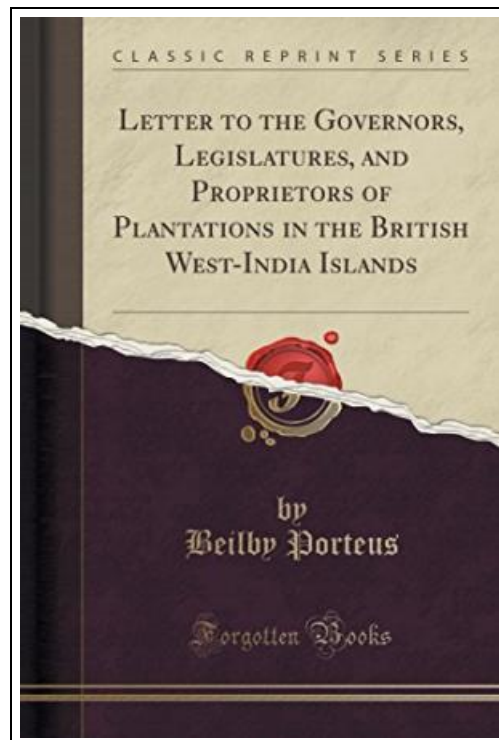 CLASSIC REPRINT SERIES
LETTER TO THE GOVERNORS,
LEGISLATURES, AND
PROPRIETORS OF
PLANTATIONS IN THE BRITISH
WEST-INDIA ISLANDS
by
Beilby Porteus
Forgotten Books